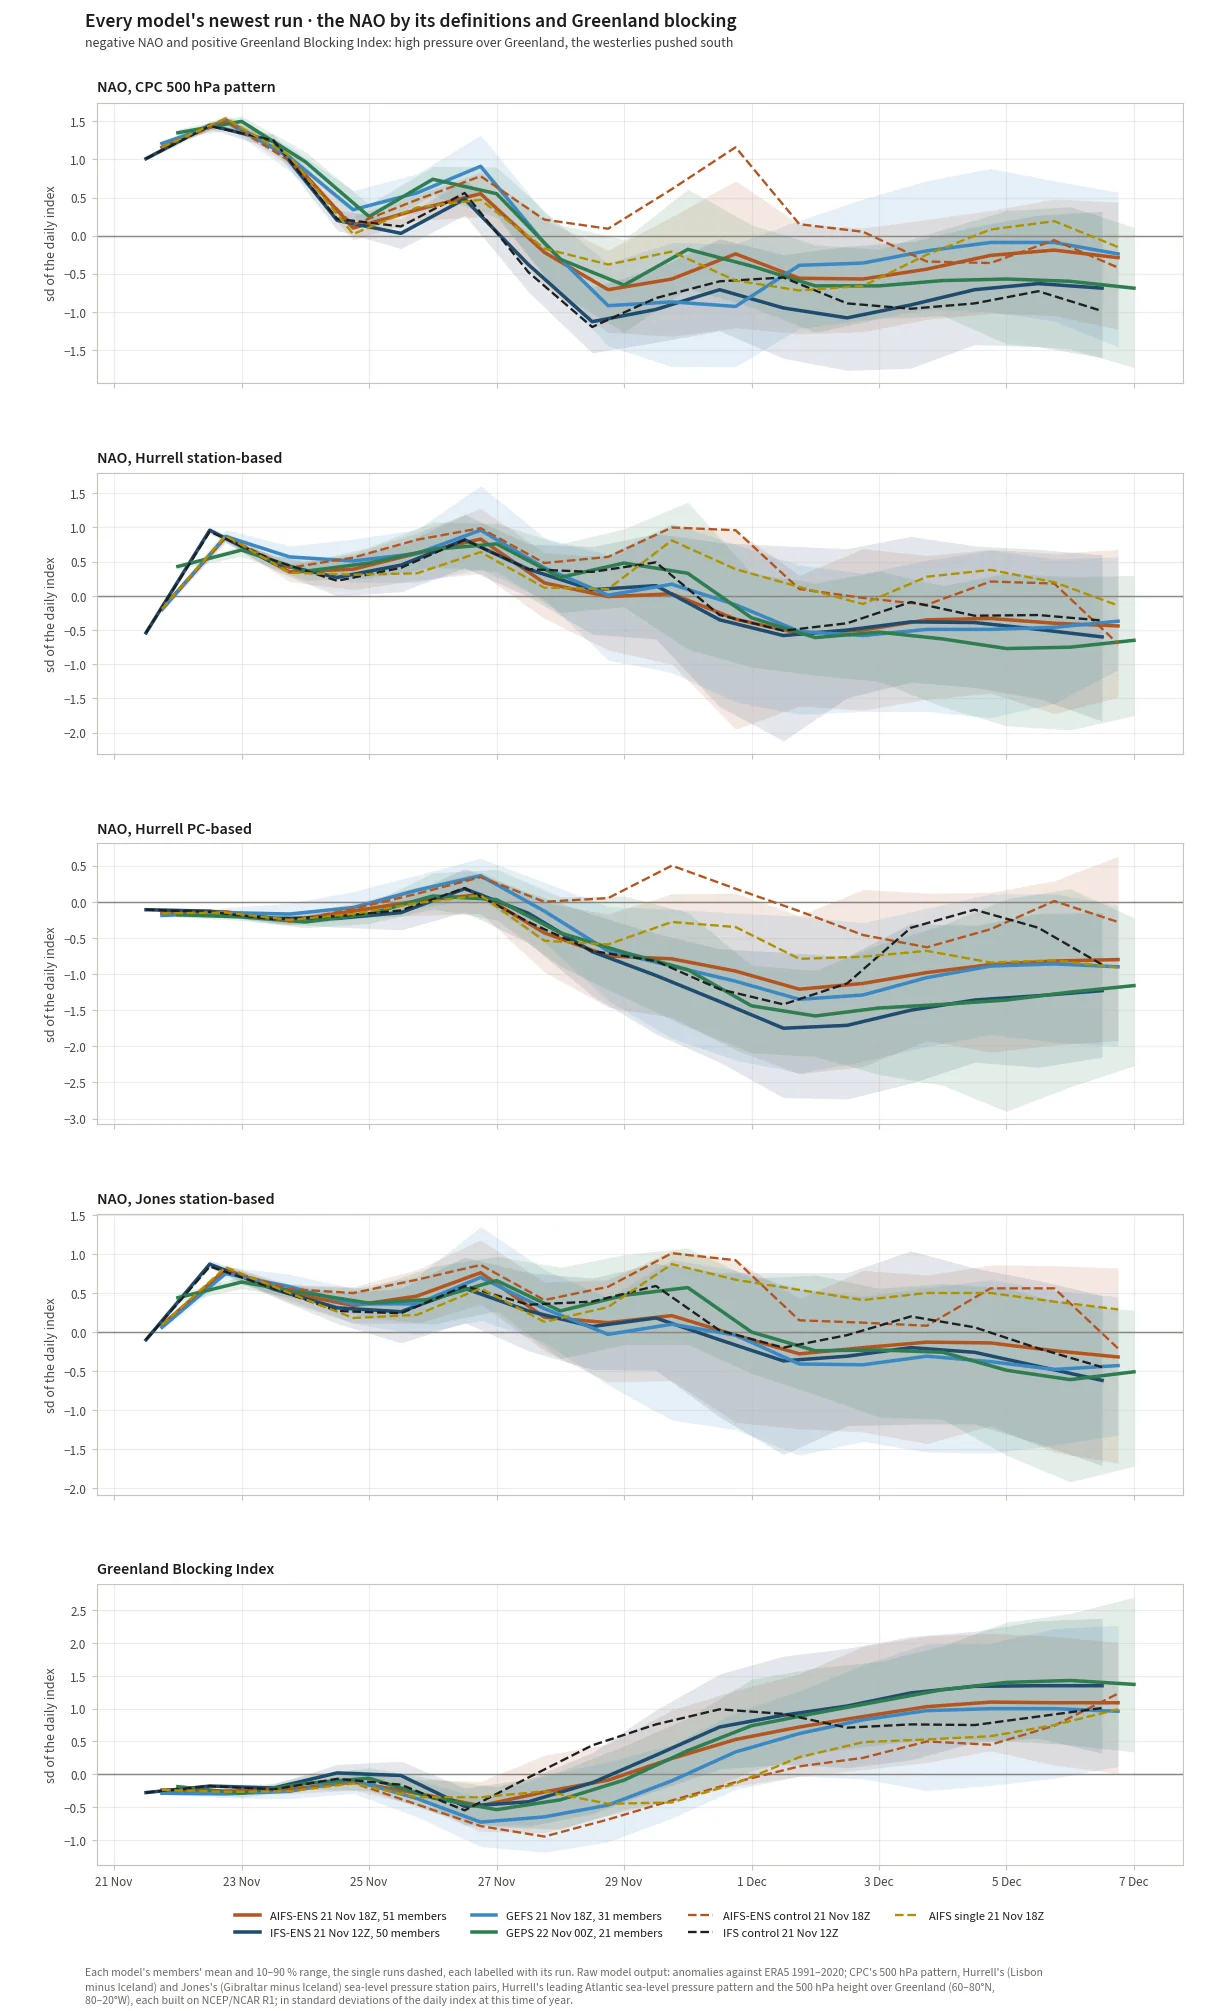 Every model's newest run · the NAO by its definitions and Greenland blocking
negative NAO and positive Greenland Blocking Index: high pressure over Greenland, the westerlies pushed south
NAO, CPC 500 hPa pattern
sd of the daily index
1.5
1.0
0.5
0.0
−0.5
−1.0
−1.5
NAO, Hurrell station-based
sd of the daily index
1.5
1.0
0.5
0.0
−0.5
−1.0
−1.5
−2.0
NAO, Hurrell PC-based
sd of the daily index
0.5
0.0
−0.5
−1.0
−1.5
−2.0
−2.5
−3.0
NAO, Jones station-based
sd of the daily index
1.5
1.0
0.5
0.0
−0.5
−1.0
−1.5
−2.0
Greenland Blocking Index
sd of the daily index
2.5
2.0
1.5
1.0
0.5
0.0
−0.5
−1.0
21 Nov 23 Nov 25 Nov 27 Nov 29 Nov 1 Dec 3 Dec 5 Dec 7 Dec
AIFS-ENS 21 Nov 18Z, 51 members GEFS 21 Nov 18Z, 31 members AIFS-ENS control 21 Nov 18Z AIFS single 21 Nov 18Z
IFS-ENS 21 Nov 12Z, 50 members GEPS 22 Nov 00Z, 21 members IFS control 21 Nov 12Z
Each model's members' mean and 10–90 % range, the single runs dashed, each labelled with its run. Raw model output: anomalies against ERA5 1991–2020; CPC's 500 hPa pattern, Hurrell's (Lisbon
minus Iceland) and Jones's (Gibraltar minus Iceland) sea-level pressure station pairs, Hurrell's leading Atlantic sea-level pressure pattern and the 500 hPa height over Greenland (60–80°N,
80–20°W), each built on NCEP/NCAR R1; in standard deviations of the daily index at this time of year.